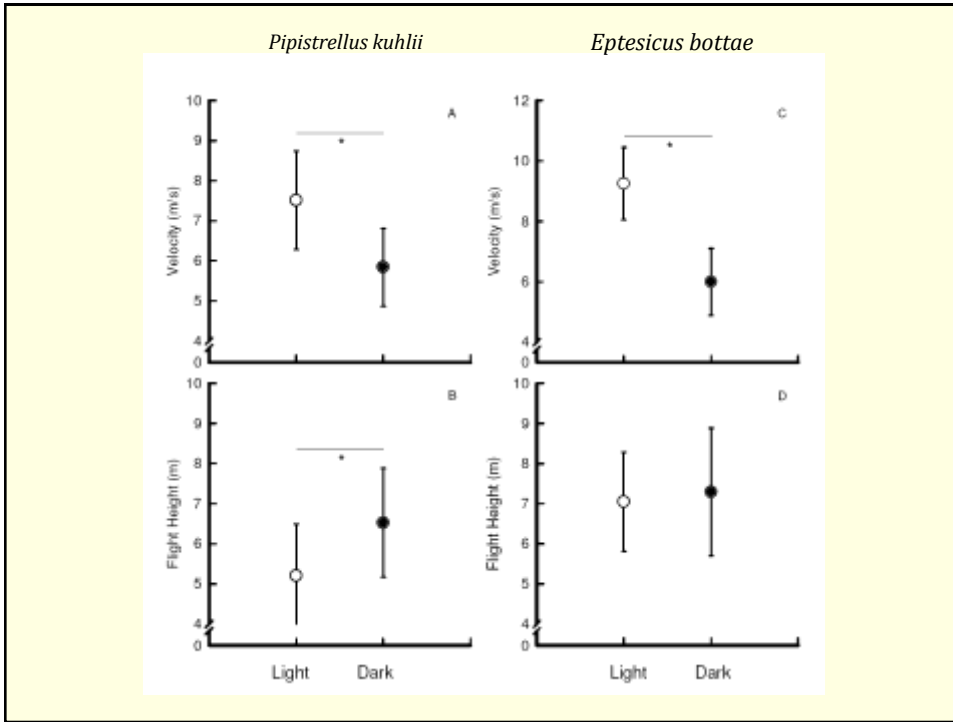 Pipistrellus kuhlii
Eptesicus bottae
A
Velocity (m/s)
10
9
8
7
6
5
4
0
*
C
Velocity (m/s)
12
10
8
6
4
0
*
B
Flight Height (m)
10
9
8
7
6
5
4
0
*
Light
Dark
D
Flight Height (m)
10
9
8
7
6
5
4
0
Light
Dark